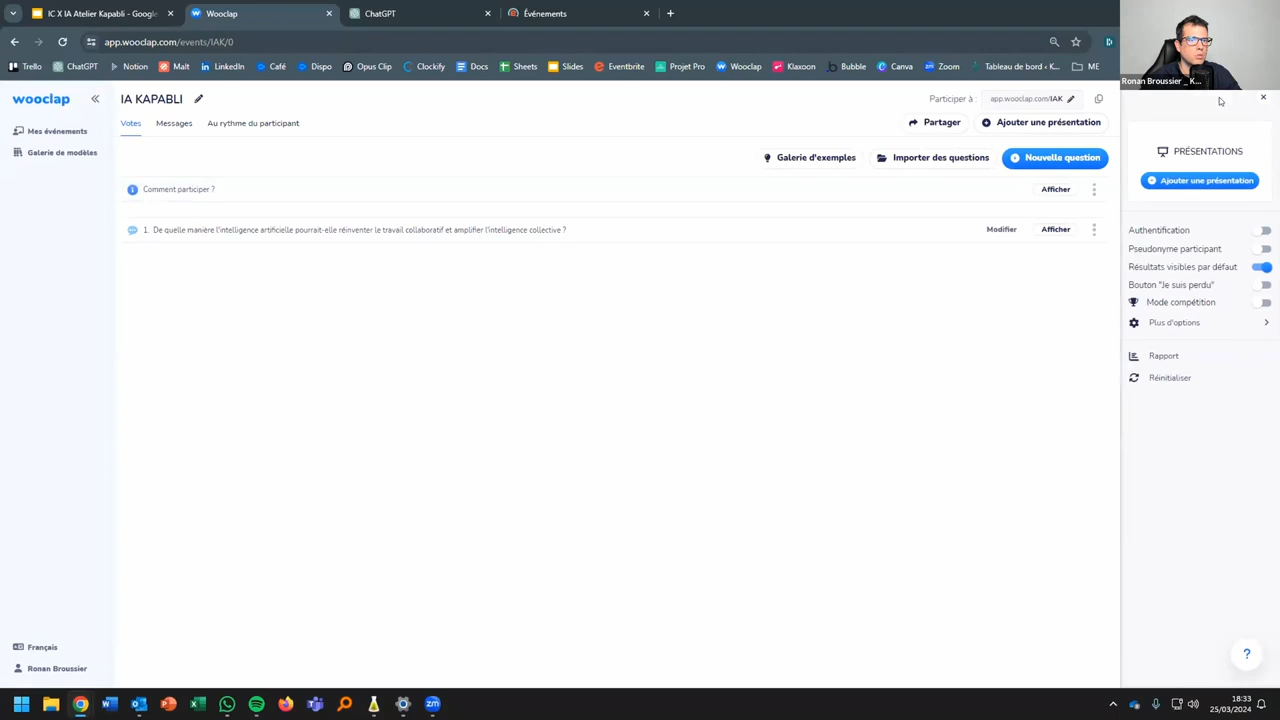 IC X IA Atelier Kapabli - Google
Wooclap
ChatGPT
Événements
app.wooclap.com/events/IAK/0
Trello
ChatGPT
Notion
Malt
LinkedIn
Café
Dispo
Opus Clip
Clockify
Docs
Sheets
Slides
Eventbrite
Projet Pro
Wooclap
Klaxoon
Bubble
Canva
Zoom
Tableau de bord • K...
ME
Ronan Broussier _ K...
wooclap
Mes événements
Galerie de modèles
IA KAPABLI
Participer à : app.wooclap.com/IAK
Votes
Messages
Au rythme du participant
Partager
Ajouter une présentation
Galerie d'exemples
Importer des questions
Nouvelle question
Comment participer ?
Afficher
1. De quelle manière l'intelligence artificielle pourrait-elle réinventer le travail collaboratif et amplifier l'intelligence collective ?
Modifier
Afficher
PRÉSENTATIONS
Ajouter une présentation
Authentification
Pseudonyme participant
Résultats visibles par défaut
Bouton "Je suis perdu"
Mode compétition
Plus d'options
Rapport
Réinitialiser
Français
Ronan Broussier
?
18:33
25/03/2024